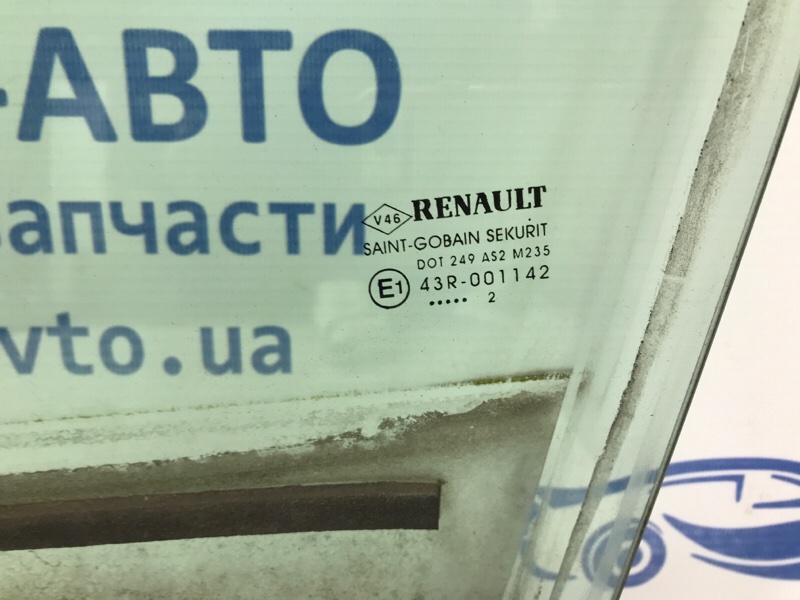 -АВТО
запчасти
vto.ua
V46 RENAULT
SAINT-GOBAIN SEKURIT
DOT 249 AS2 M235
E1 43R-001142
••••• 2